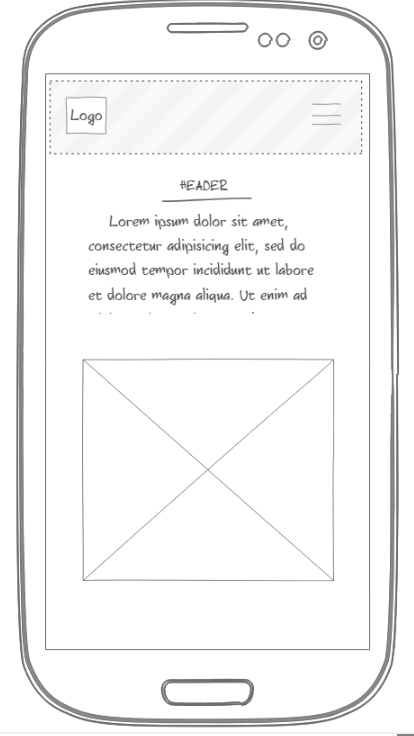 Logo
HEADER
Lorem ipsum dolor sit amet,
consectetur adipisicing elit, sed do
eiusmod tempor incididunt ut labore
et dolore magna aliqua. Ut enim ad